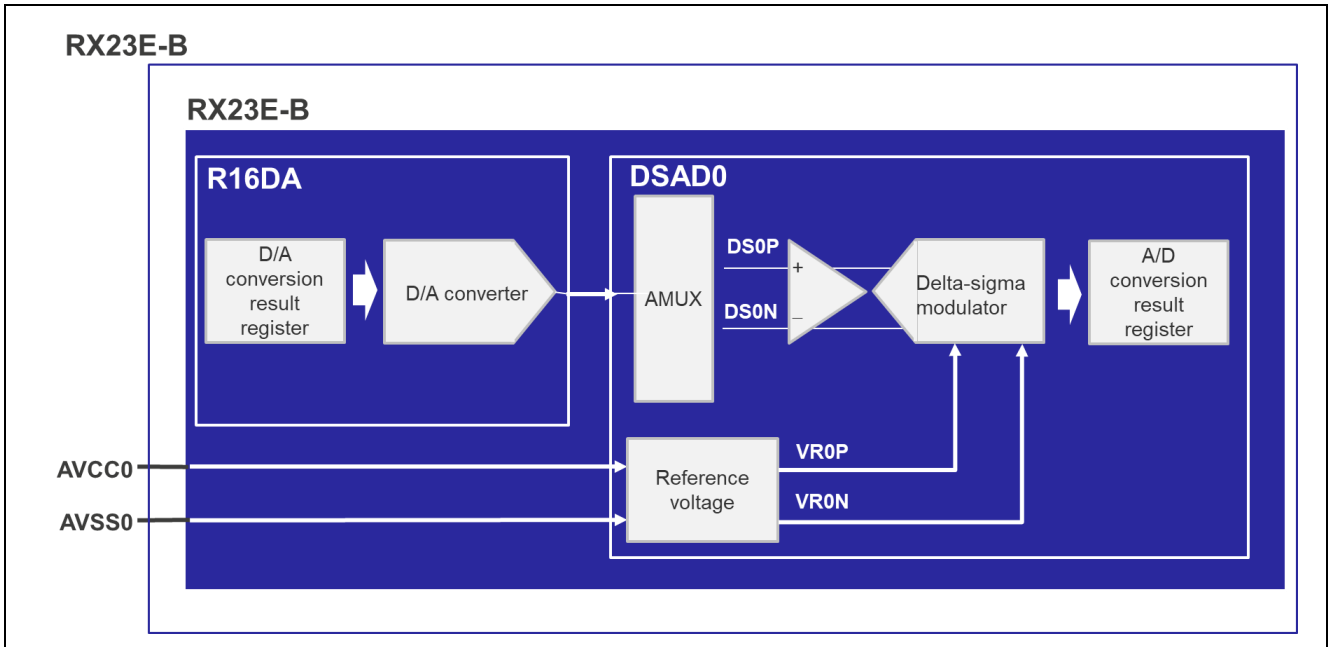 RX23E-B
RX23E-B
R16DA
D/A
conversion
result
register
D/A converter
DSAD0
AMUX
DS0P
DS0N
+
_
Delta-sigma
modulator
A/D
conversion
result
register
AVCC0
AVSS0
Reference
voltage
VR0P
VR0N